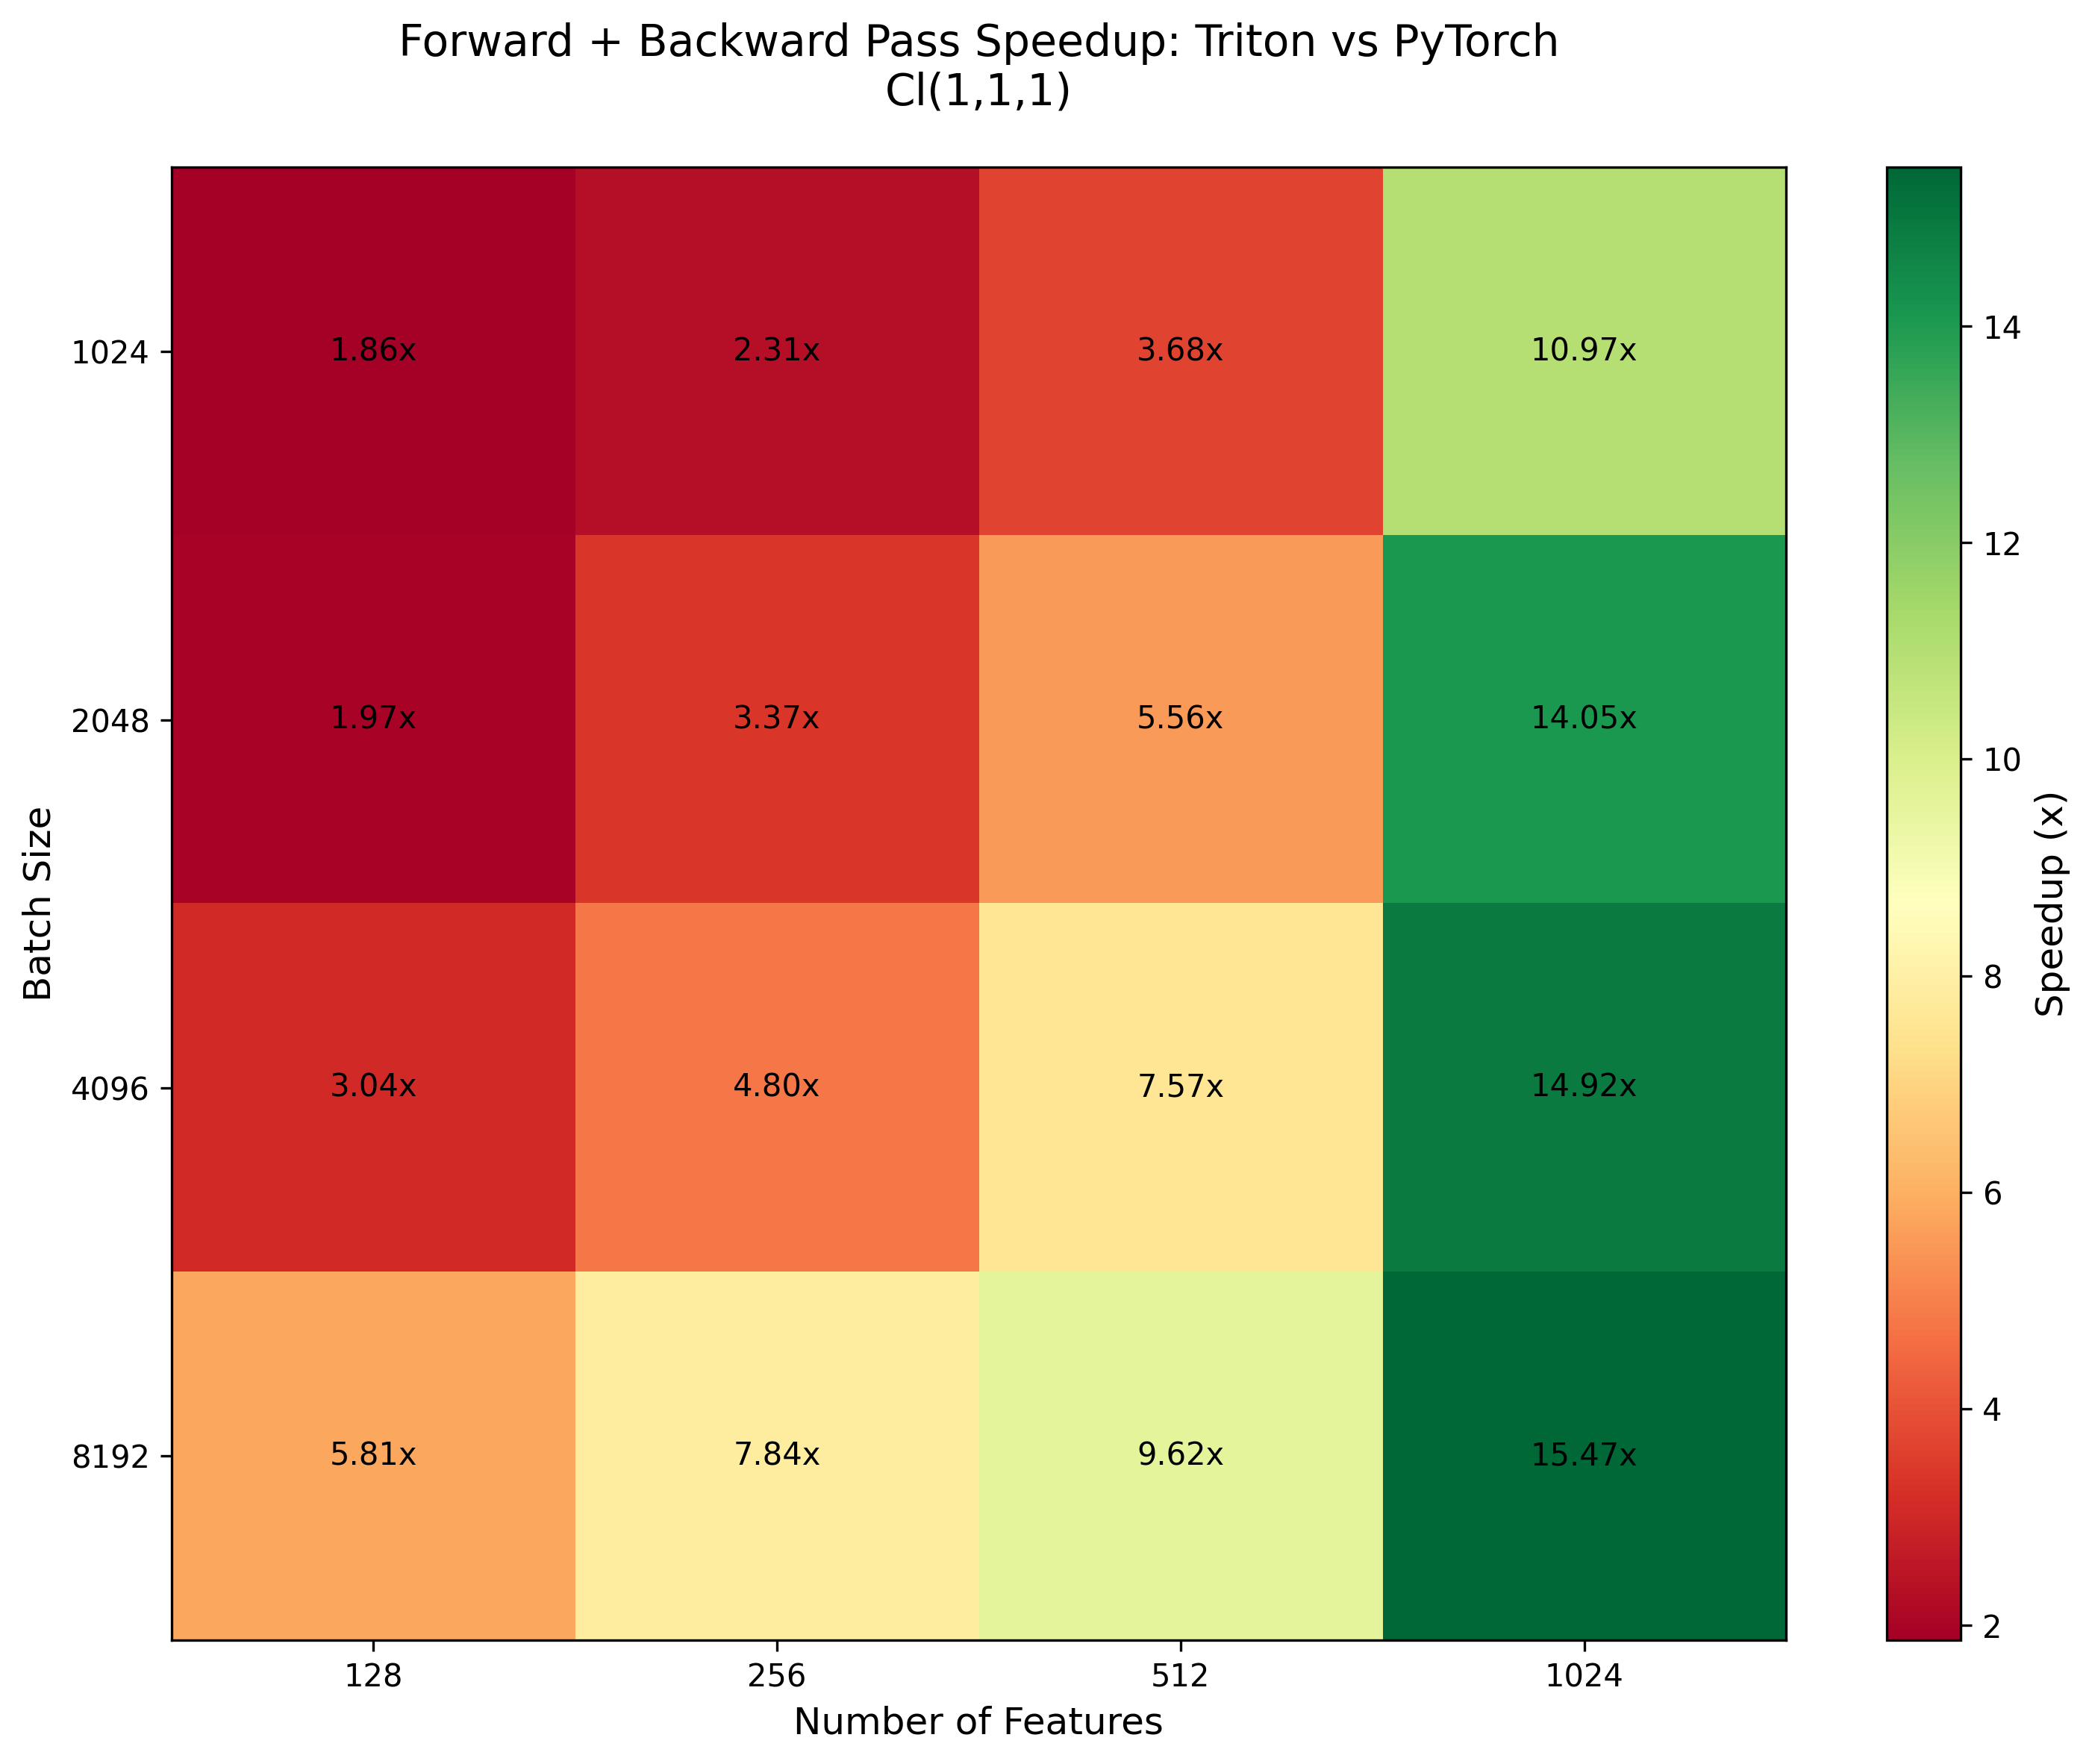 Forward + Backward Pass Speedup: Triton vs PyTorch
Cl(1,1,1)
Batch Size
1024
1.86x 2.31x 3.68x 10.97x
2048
1.97x 3.37x 5.56x 14.05x
4096
3.04x 4.80x 7.57x 14.92x
8192
5.81x 7.84x 9.62x 15.47x
128 256 512 1024
Number of Features
14
12
10
8
6
4
2
Speedup (x)